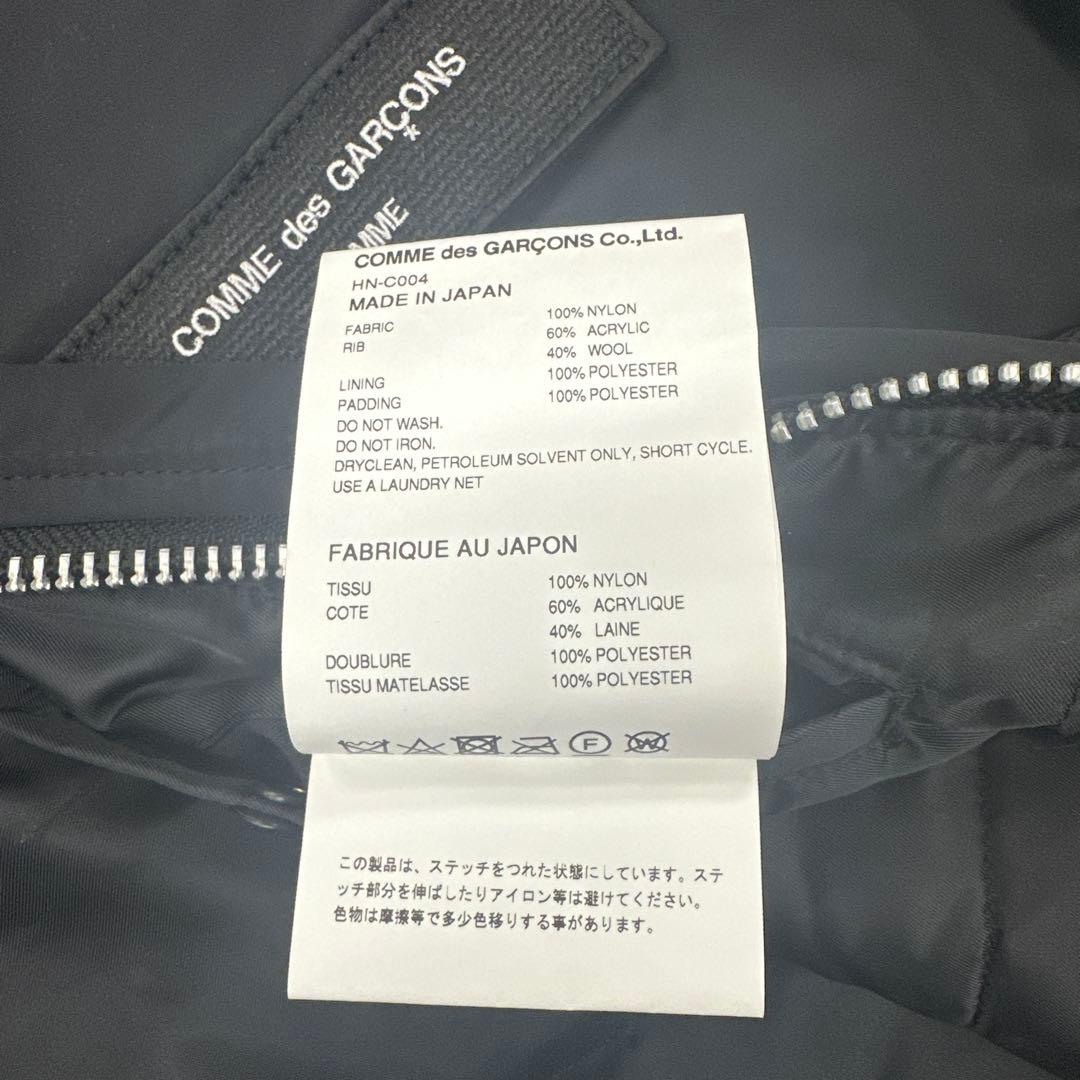 COMME des GARÇONS
*
MME
COMME des GARÇONS Co.,Ltd.
HN-C004
MADE IN JAPAN
FABRIC 100% NYLON
RIB 60% ACRYLIC
40% WOOL
LINING 100% POLYESTER
PADDING 100% POLYESTER
DO NOT WASH.
DO NOT IRON.
DRYCLEAN, PETROLEUM SOLVENT ONLY, SHORT CYCLE.
USE A LAUNDRY NET
FABRIQUE AU JAPON
TISSU 100% NYLON
COTE 60% ACRYLIQUE
40% LAINE
DOUBLURE 100% POLYESTER
TISSU MATELASSE 100% POLYESTER
F W
この製品は、ステッチをつれた状態にしています。ステ
ッチ部分を伸ばしたりアイロン等は避けてください。
色物は摩擦等で多少色移りする事があります。